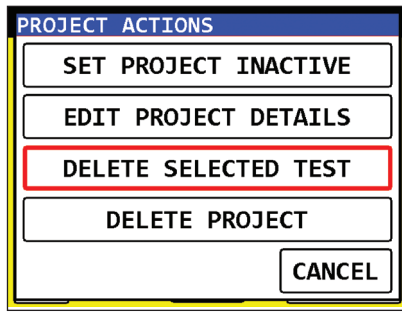 PROJECT ACTIONS
SET PROJECT INACTIVE
EDIT PROJECT DETAILS
DELETE SELECTED TEST
DELETE PROJECT
CANCEL